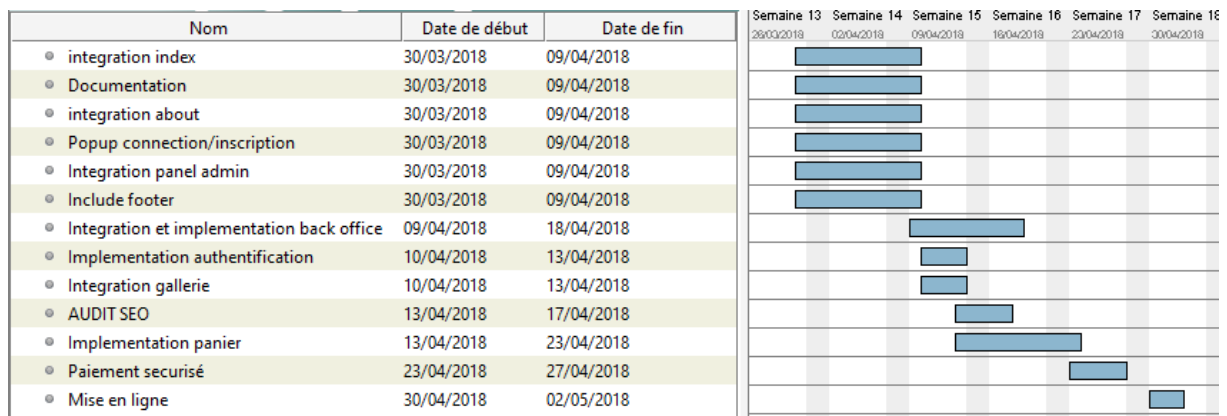 Nom Date de début Date de fin
Semaine 13 Semaine 14 Semaine 15 Semaine 16 Semaine 17 Semaine 18
26/03/2018 02/04/2018 09/04/2018 16/04/2018 23/04/2018 30/04/2018
integration index 30/03/2018 09/04/2018
Documentation 30/03/2018 09/04/2018
integration about 30/03/2018 09/04/2018
Popup connection/inscription 30/03/2018 09/04/2018
Integration panel admin 30/03/2018 09/04/2018
Include footer 30/03/2018 09/04/2018
Integration et implementation back office 09/04/2018 18/04/2018
Implementation authentification 10/04/2018 13/04/2018
Integration gallerie 10/04/2018 13/04/2018
AUDIT SEO 13/04/2018 17/04/2018
Implementation panier 13/04/2018 23/04/2018
Paiement securisé 23/04/2018 27/04/2018
Mise en ligne 30/04/2018 02/05/2018